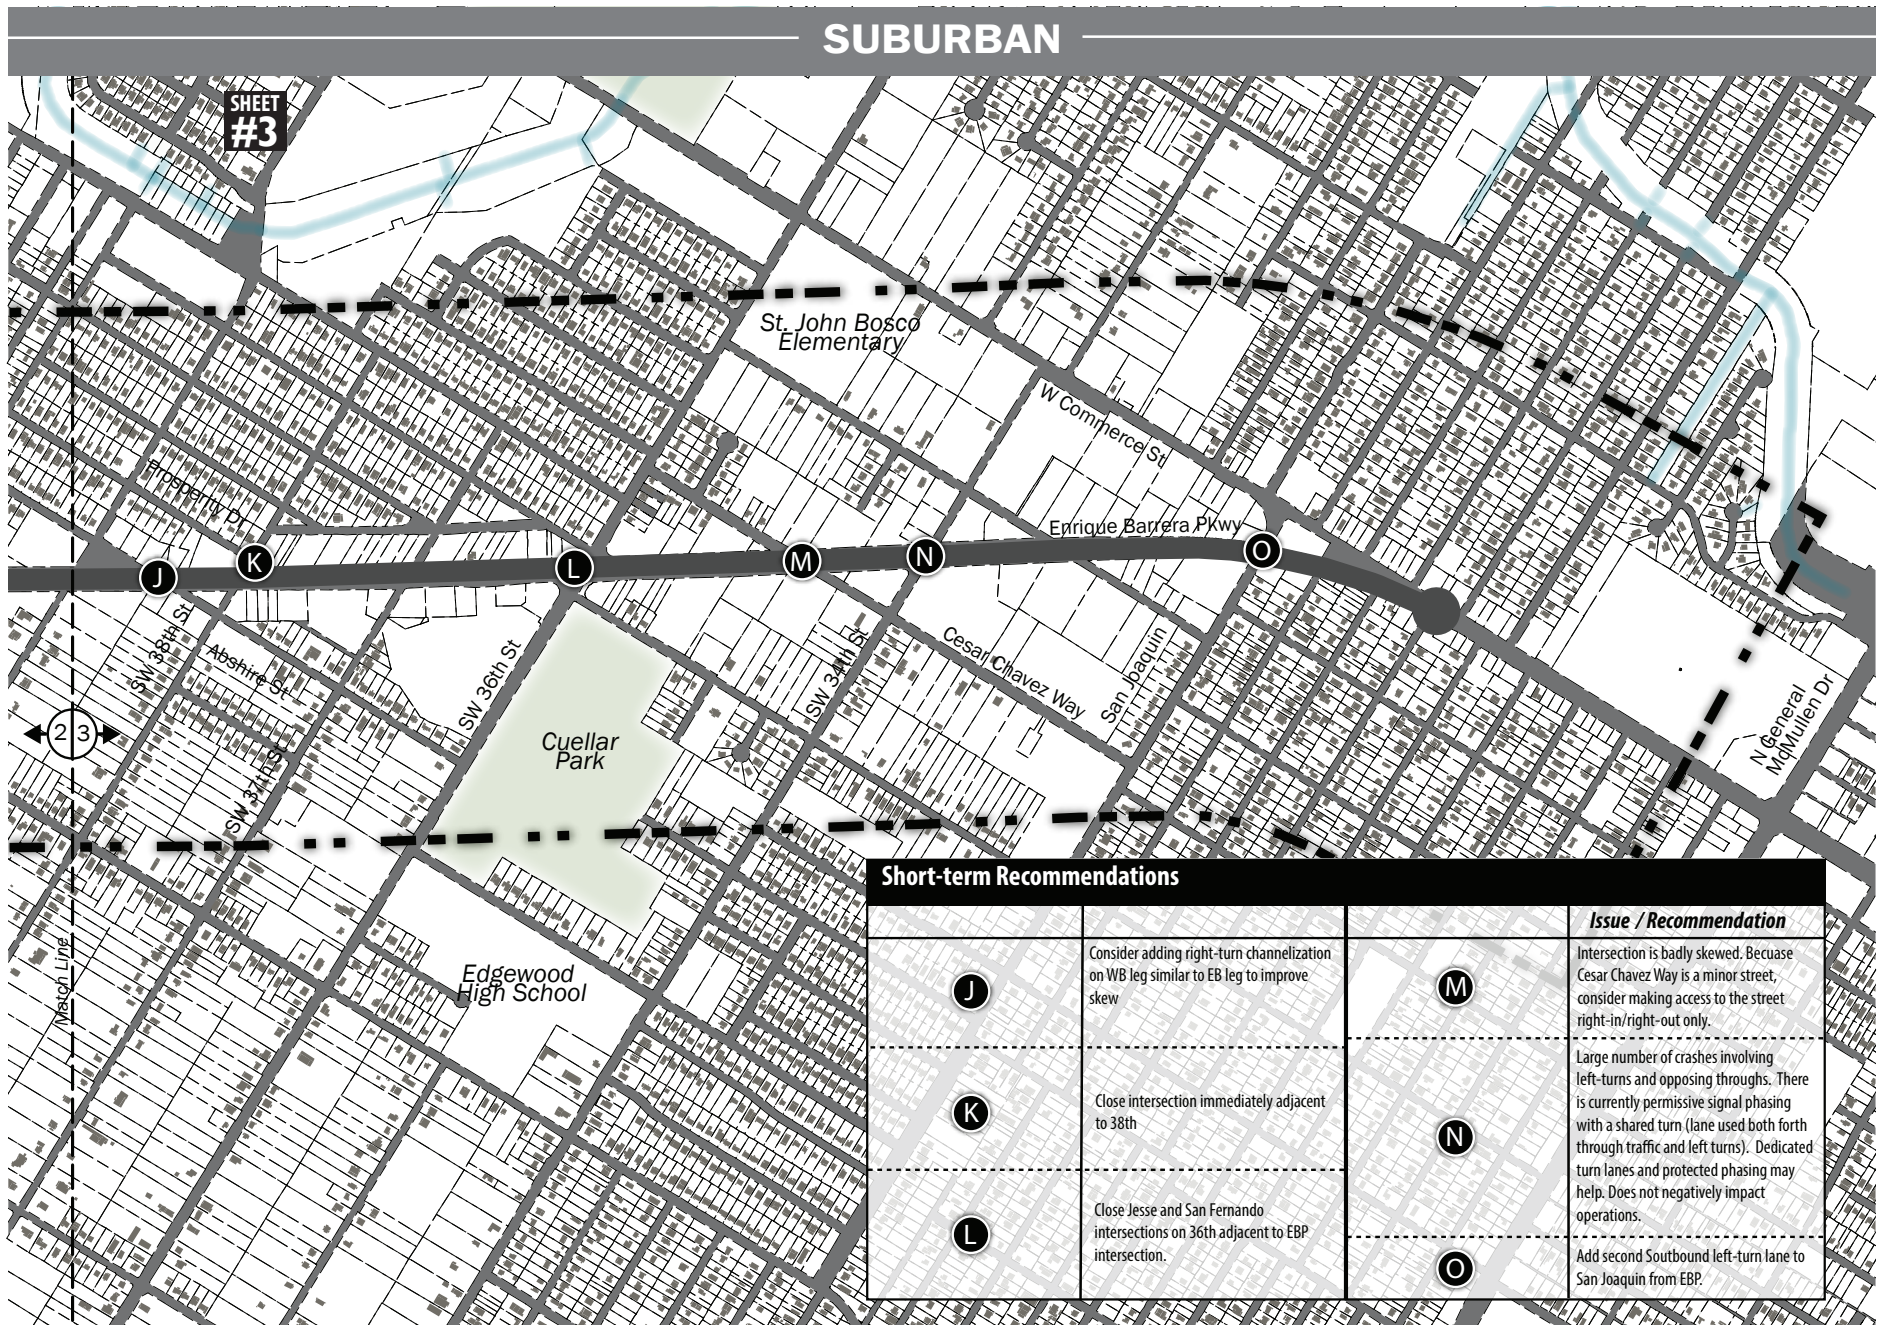 SUBURBAN
SHEET
#3
St. John Bosco
Elementary
W Commerce St
Prosperity Dr
Enrique Barrera Pkwy
J
K
L
M
N
O
SW 38th St
Abshire St
SW 36th St
SW 34th St
Cesar Chavez Way
San Joaquin
N General
McMullen Dr
2 3
SW 37th St
Cuellar
Park
Match Line
Edgewood
High School
Short-term Recommendations
Issue / Recommendation
J
Consider adding right-turn channelization
on WB leg similar to EB leg to improve
skew
K
Close intersection immediately adjacent
to 38th
L
Close Jesse and San Fernando
intersections on 36th adjacent to EBP
intersection.
M
Intersection is badly skewed. Becuase
Cesar Chavez Way is a minor street,
consider making access to the street
right-in/right-out only.
N
Large number of crashes involving
left-turns and opposing throughs. There
is currently permissive signal phasing
with a shared turn (lane used both forth
through traffic and left turns). Dedicated
turn lanes and protected phasing may
help. Does not negatively impact
operations.
O
Add second Soutbound left-turn lane to
San Joaquin from EBP.